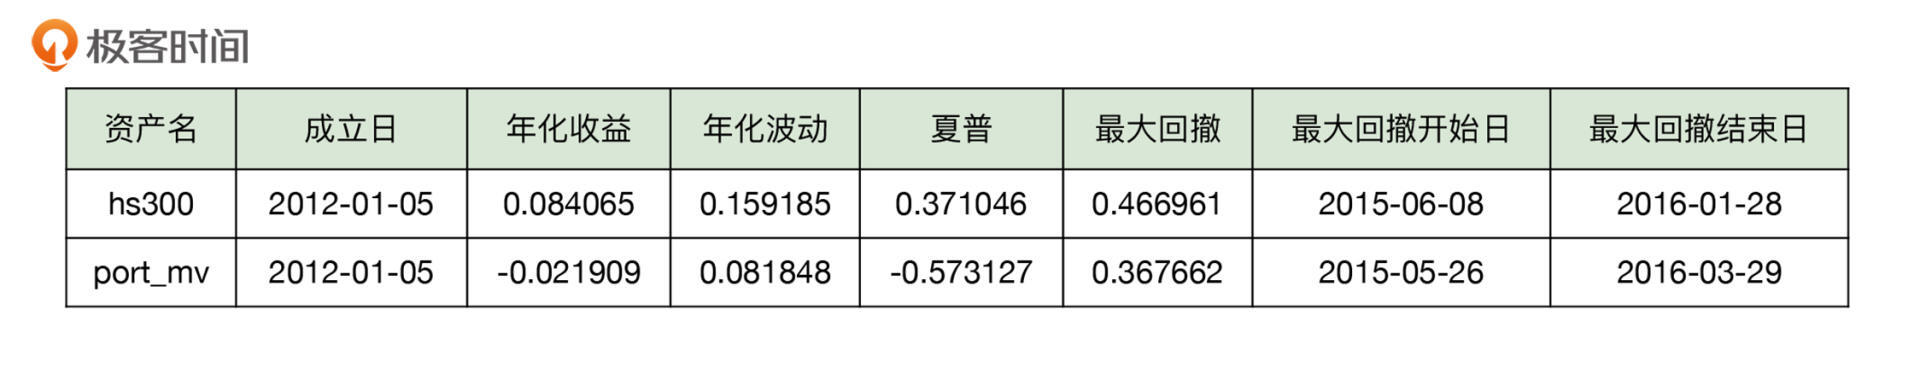 极客时间
资产名 成立日 年化收益 年化波动 夏普 最大回撤 最大回撤开始日 最大回撤结束日
hs300 2012-01-05 0.084065 0.159185 0.371046 0.466961 2015-06-08 2016-01-28
port_mv 2012-01-05 -0.021909 0.081848 -0.573127 0.367662 2015-05-26 2016-03-29